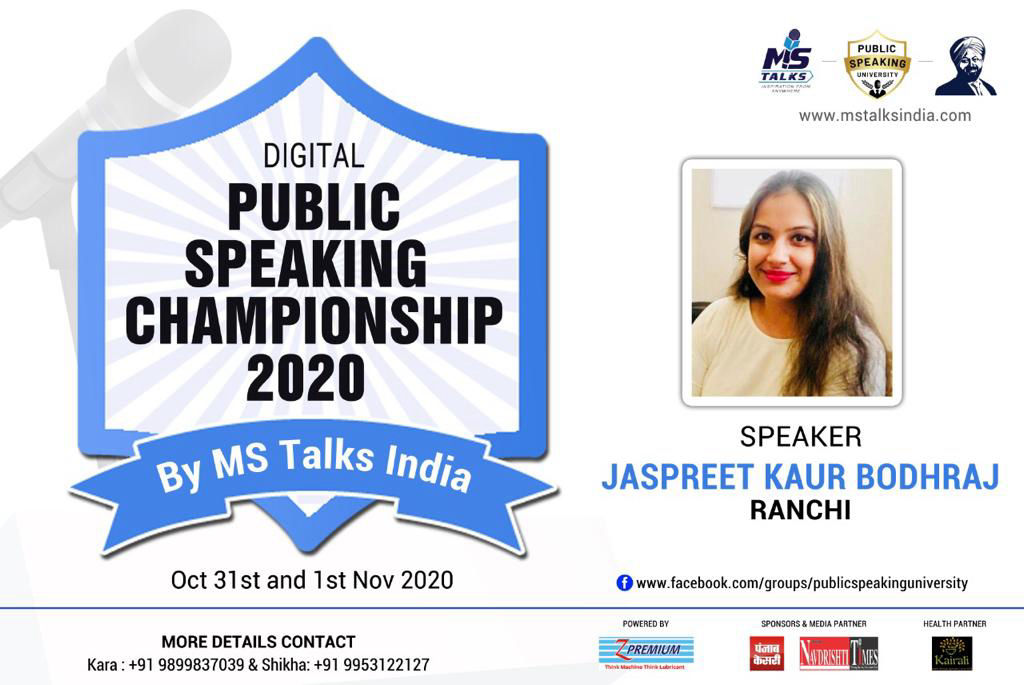 MS
TALKS
INSPIRATION FROM
ANYWHERE
PUBLIC
SPEAKING
UNIVERSITY
www.mstalksindia.com
DIGITAL
PUBLIC
SPEAKING
CHAMPIONSHIP
2020
By MS Talks India
Oct 31st and 1st Nov 2020
SPEAKER
JASPREET KAUR BODHRAJ
RANCHI
f www.facebook.com/groups/publicspeakinguniversity
MORE DETAILS CONTACT
Kara : +91 9899837039 & Shikha: +91 9953122127
POWERED BY
Z PREMIUM
Think Machine Think Lubricant
SPONSORS & MEDIA PARTNER
पंजाब
केसरी
NAVDRISHTI TIMES
HEALTH PARTNER
Kairali